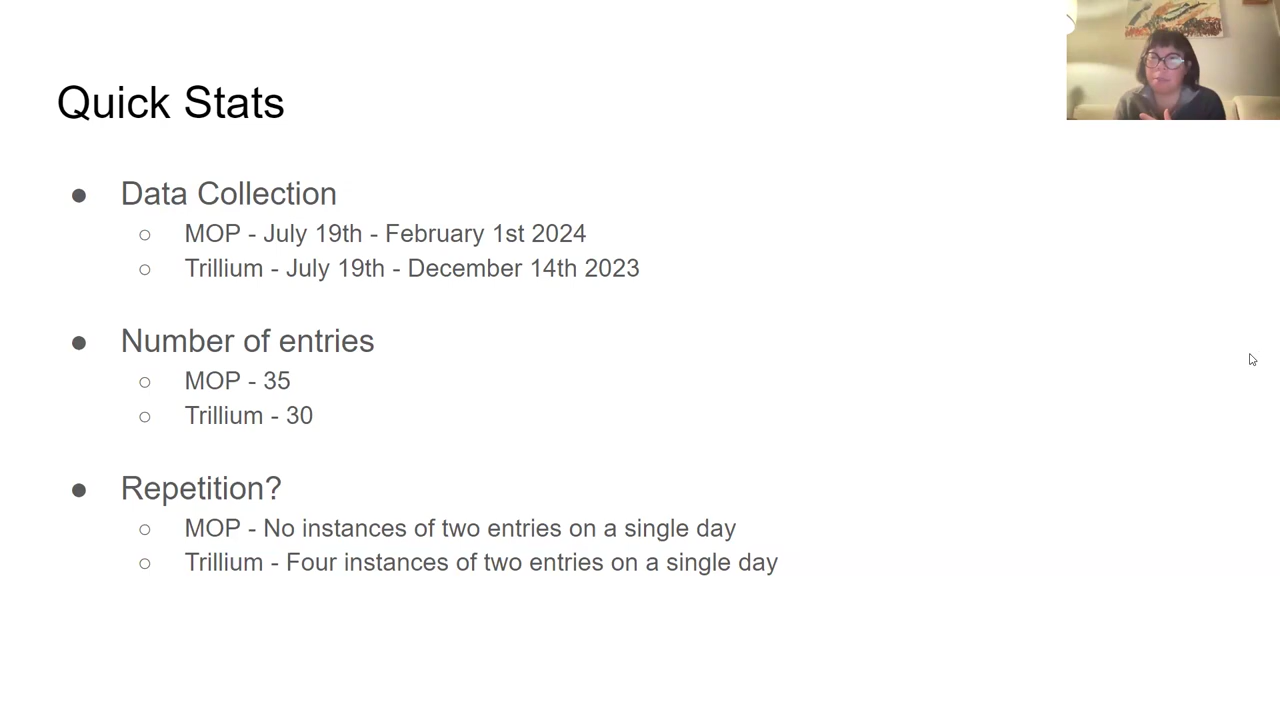 Quick Stats
● Data Collection
○ MOP - July 19th - February 1st 2024
○ Trillium - July 19th - December 14th 2023
● Number of entries
○ MOP - 35
○ Trillium - 30
● Repetition?
○ MOP - No instances of two entries on a single day
○ Trillium - Four instances of two entries on a single day